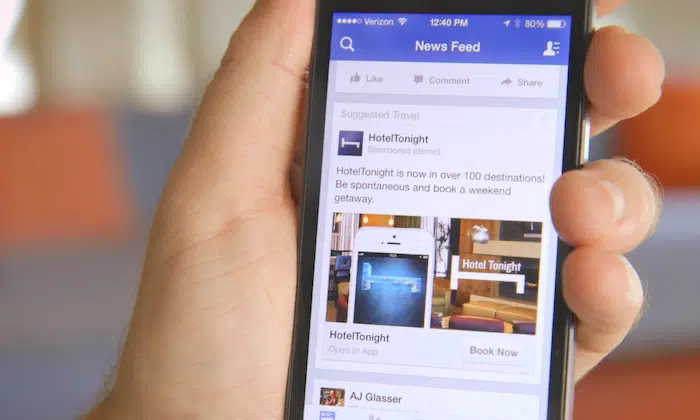 Verizon 12:40 PM 80%
News Feed
Like Comment Share
Suggested Travel
HotelTonight
Sponsored (demo)
HotelTonight is now in over 100 destinations!
Be spontaneous and book a weekend
getaway.
Hotel Tonight
HotelTonight
Open In App
Book Now
AJ Glasser